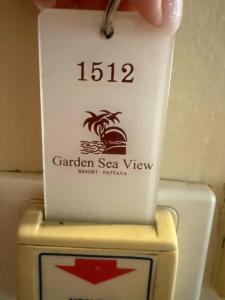 1512
Garden Sea View
RESORT - PATTAYA